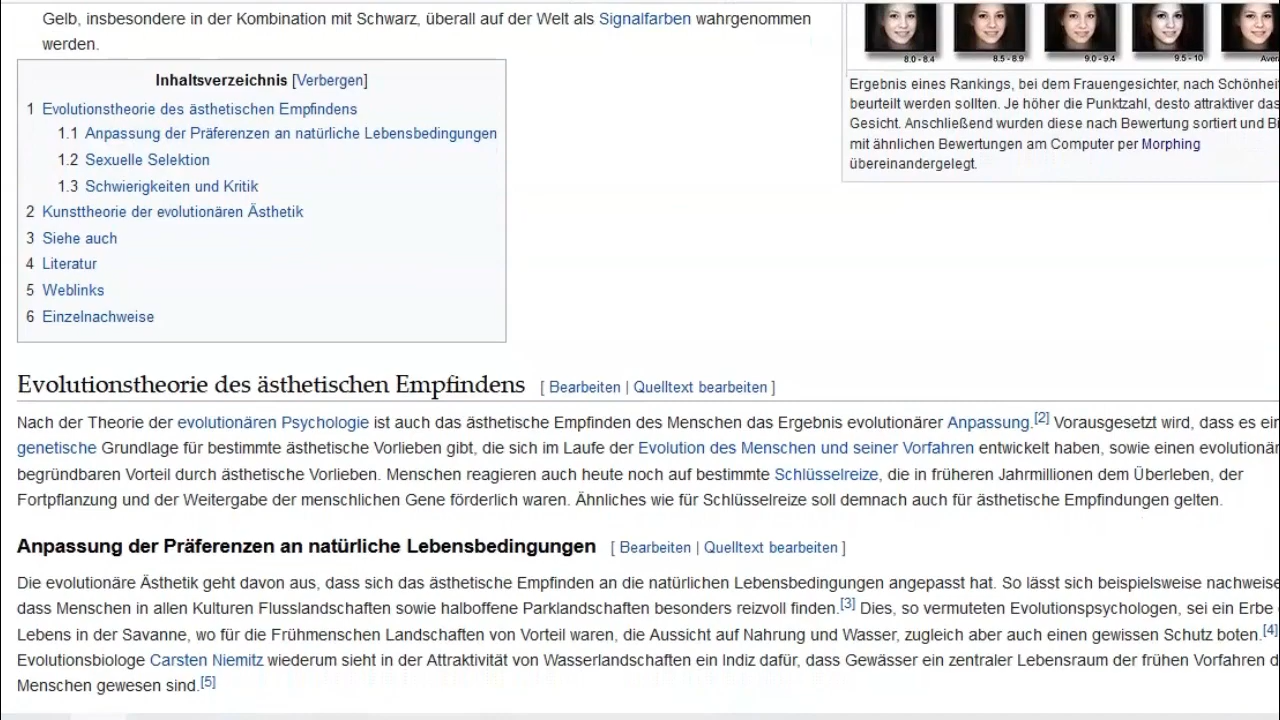 Gelb, insbesondere in der Kombination mit Schwarz, überall auf der Welt als Signalfarben wahrgenommen
werden.
Inhaltsverzeichnis [Verbergen]
1 Evolutionstheorie des ästhetischen Empfindens
1.1 Anpassung der Präferenzen an natürliche Lebensbedingungen
1.2 Sexuelle Selektion
1.3 Schwierigkeiten und Kritik
2 Kunsttheorie der evolutionären Ästhetik
3 Siehe auch
4 Literatur
5 Weblinks
6 Einzelnachweise
8.0 - 8.4 8.5 - 8.9 9.0 - 9.4 9.5 - 10
Ergebnis eines Rankings, bei dem Frauengesichter, nach Schönheit
beurteilt werden sollten. Je höher die Punktzahl, desto attraktiver das
Gesicht. Anschließend wurden diese nach Bewertung sortiert und
mit ähnlichen Bewertungen am Computer per Morphing
übereinandergelegt.
Evolutionstheorie des ästhetischen Empfindens [ Bearbeiten | Quelltext bearbeiten ]
Nach der Theorie der evolutionären Psychologie ist auch das ästhetische Empfinden des Menschen das Ergebnis evolutionärer Anpassung.[2] Vorausgesetzt wird, dass es
genetische Grundlage für bestimmte ästhetische Vorlieben gibt, die sich im Laufe der Evolution des Menschen und seiner Vorfahren entwickelt haben, sowie einen evolutionär
begründbaren Vorteil durch ästhetische Vorlieben. Menschen reagieren auch heute noch auf bestimmte Schlüsselreize, die in früheren Jahrmillionen dem Überleben, der
Fortpflanzung und der Weitergabe der menschlichen Gene förderlich waren. Ähnliches wie für Schlüsselreize soll demnach auch für ästhetische Empfindungen gelten.
Anpassung der Präferenzen an natürliche Lebensbedingungen [ Bearbeiten | Quelltext bearbeiten ]
Die evolutionäre Ästhetik geht davon aus, dass sich das ästhetische Empfinden an die natürlichen Lebensbedingungen angepasst hat. So lässt sich beispielsweise
dass Menschen in allen Kulturen Flusslandschaften sowie halboffene Parklandschaften besonders reizvoll finden.[3] Dies, so vermuteten Evolutionspsychologen, sei ein Erbe
Lebens in der Savanne, wo für die Frühmenschen Landschaften von Vorteil waren, die Aussicht auf Nahrung und Wasser, zugleich aber auch einen gewissen Schutz boten.[4]
Evolutionsbiologe Carsten Niemitz wiederum sieht in der Attraktivität von Wasserlandschaften ein Indiz dafür, dass Gewässer ein zentraler Lebensraum der frühen Vorfahren
Menschen gewesen sind.[5]